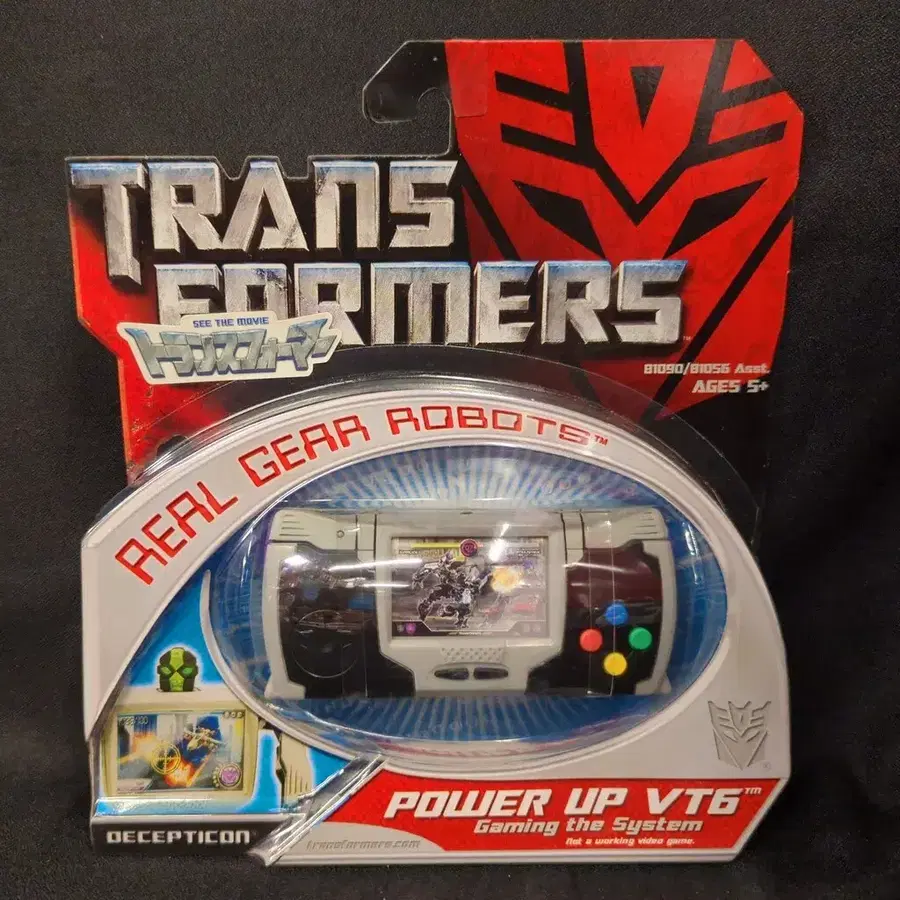 TRANS
FORMERS™
SEE THE MOVIE
トランスフォーマー
81090/81056 Asst.
AGES 5+
REAL GEAR ROBOTS™
DECEPTICON
POWER UP VT6™
Gaming the System
Not a working video game.
transformers.com